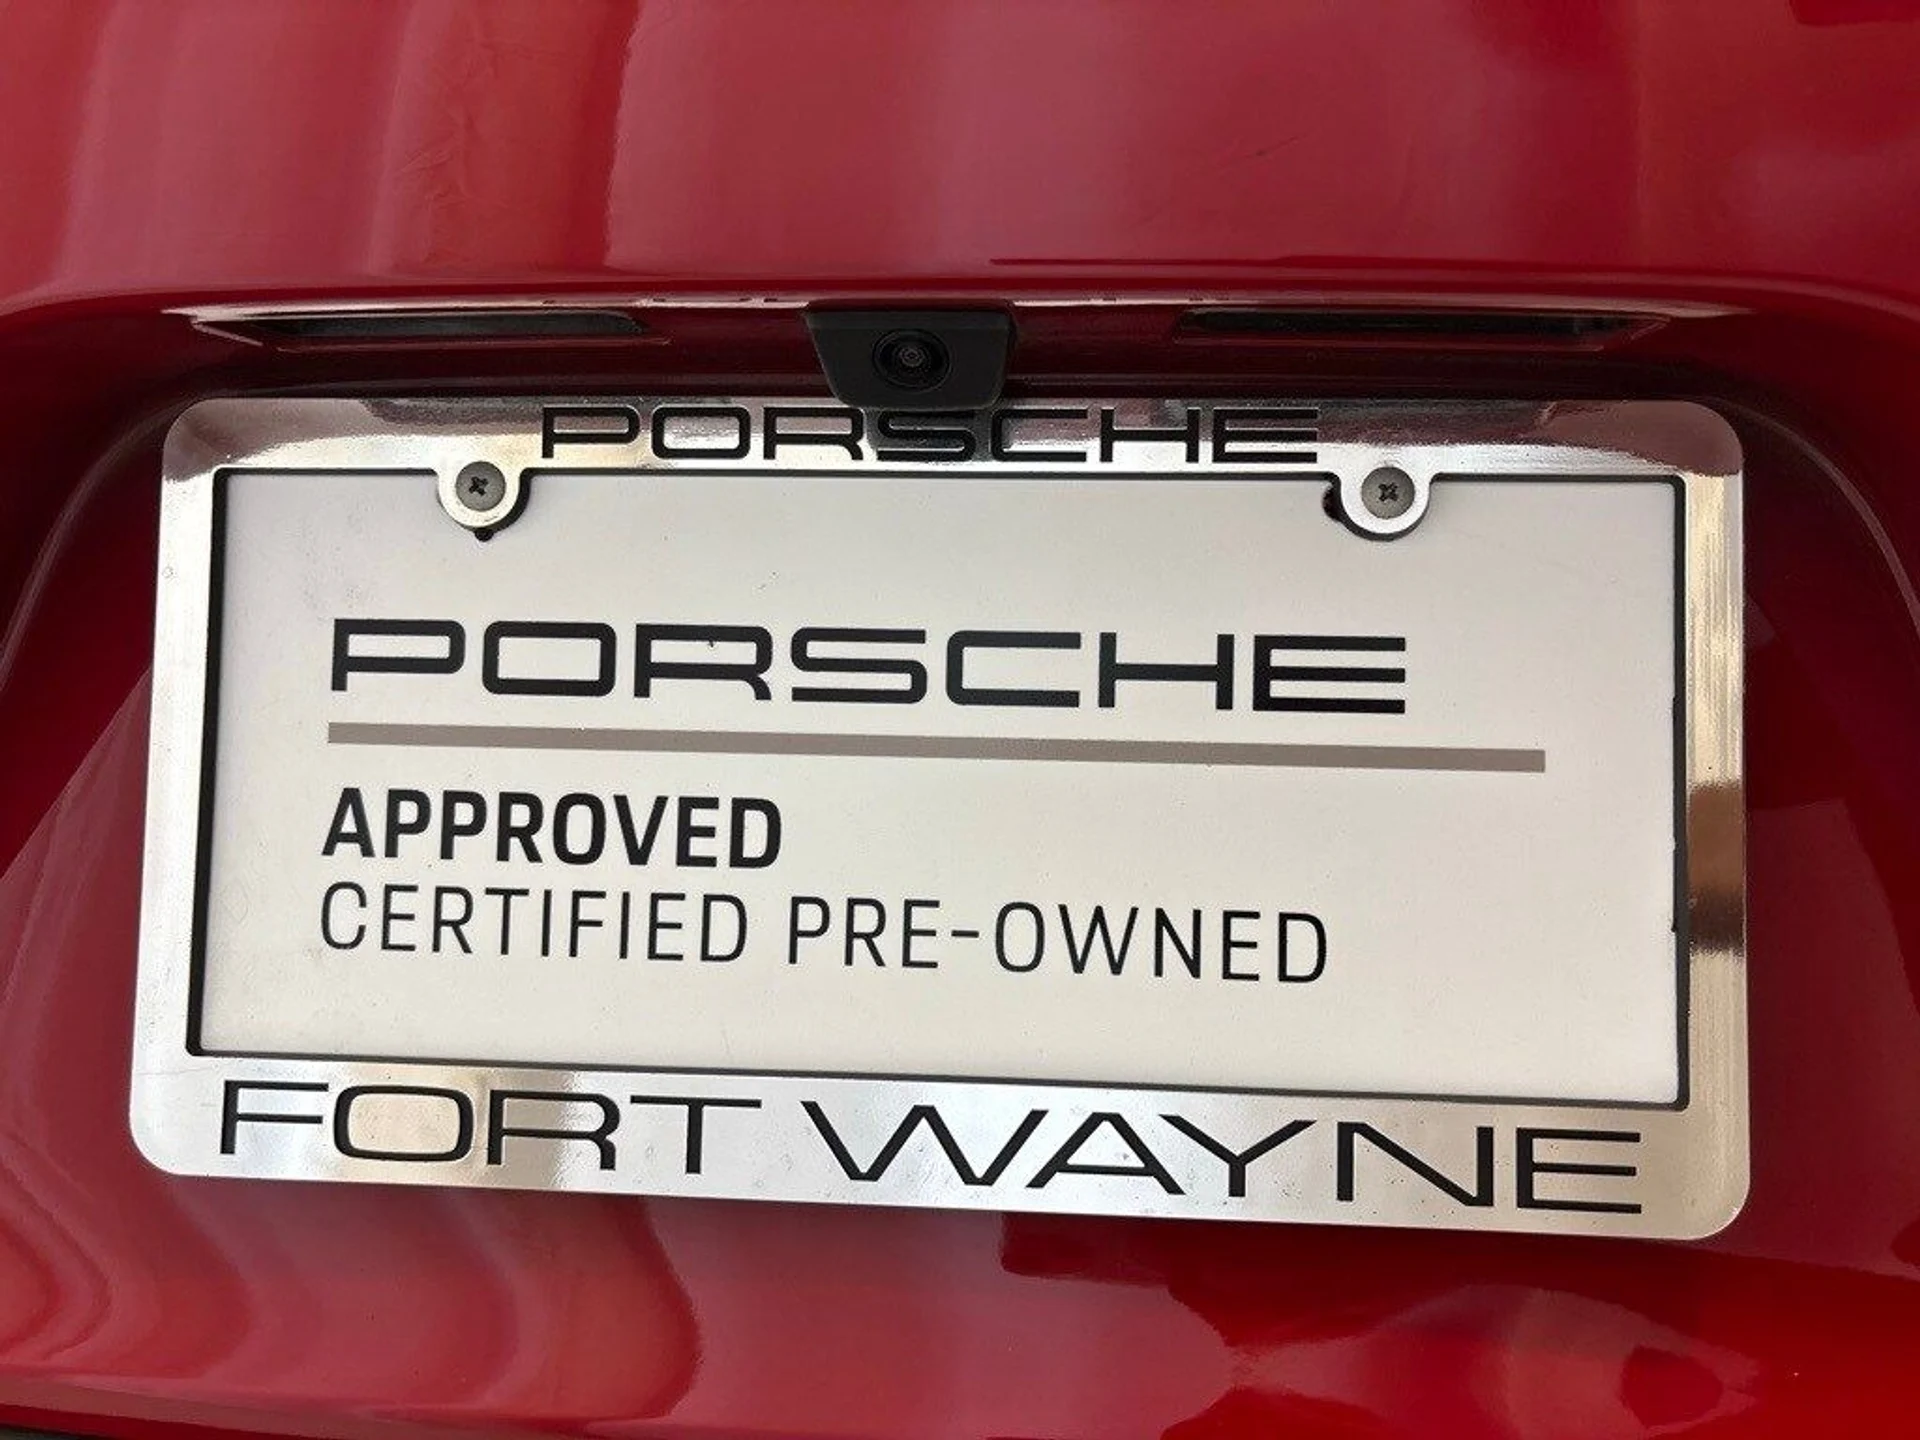 PORSCHE
PORSCHE
APPROVED
CERTIFIED PRE-OWNED
FORT WAYNE